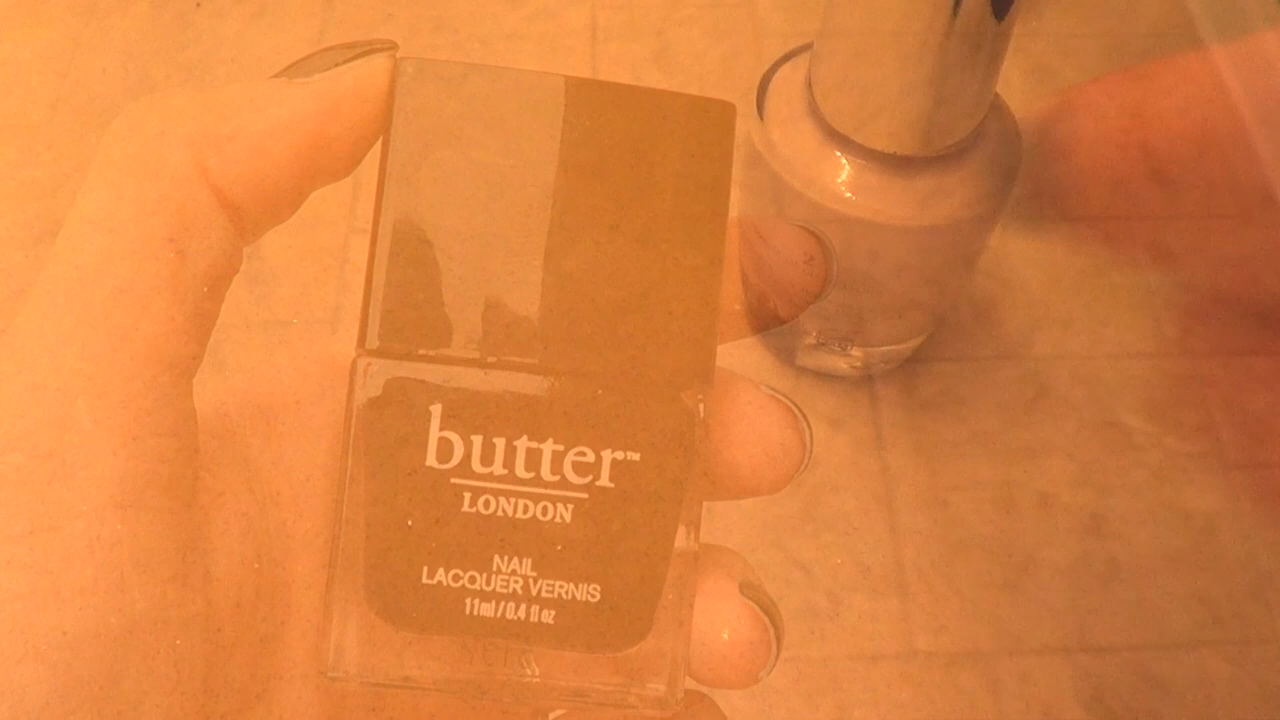 butter™
LONDON
NAIL
LACQUER VERNIS
11ml / 0.4 fl oz